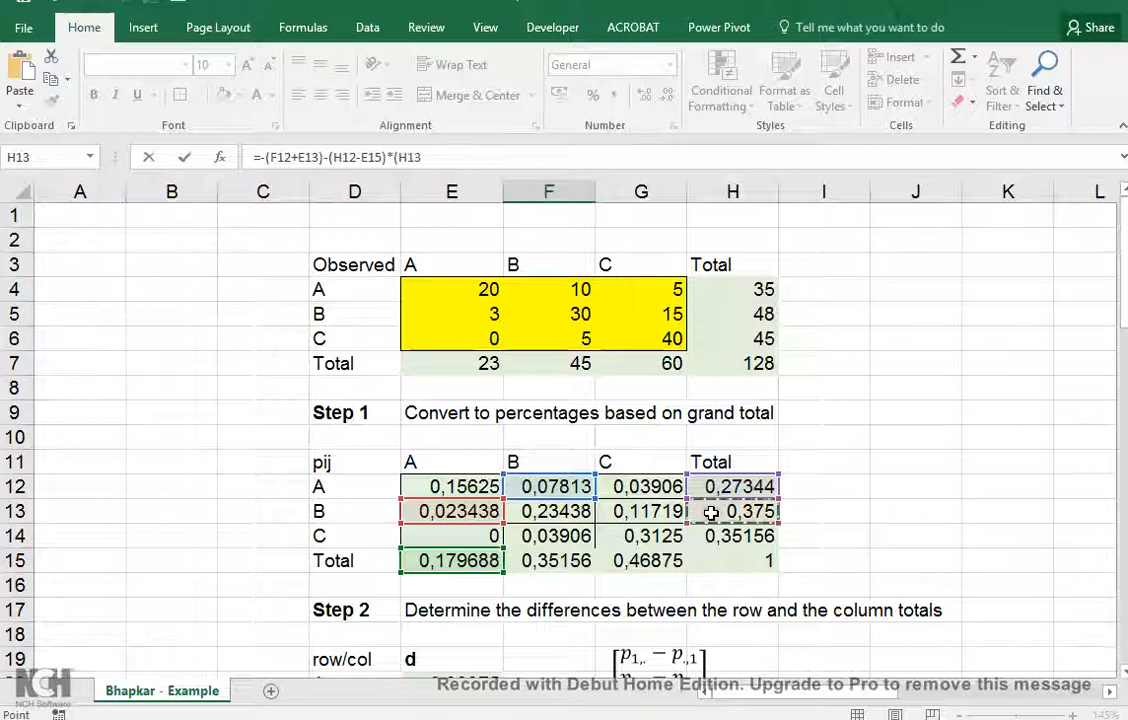 File Home Insert Page Layout Formulas Data Review View Developer ACROBAT Power Pivot Tell me what you want to do Share
10 A A Wrap Text General Insert
Paste B I U A Merge & Center % Conditional Formatting Format as Table Cell Styles Delete Format Sort & Filter Find & Select
Clipboard Font Alignment Number Styles Cells Editing
H13 fx =-(F12+E13)-(H12-E15)*(H13
A B C D E F G H I J K L
1
2
3 Observed A B C Total
4 A 20 10 5 35
5 B 3 30 15 48
6 C 0 5 40 45
7 Total 23 45 60 128
8
9 Step 1 Convert to percentages based on grand total
10
11 pij A B C Total
12 A 0,15625 0,07813 0,03906 0,27344
13 B 0,023438 0,23438 0,11719 0,375
14 C 0 0,03906 0,3125 0,35156
15 Total 0,179688 0,35156 0,46875 1
16
17 Step 2 Determine the differences between the row and the column totals
18
19 row/col d p1,. − p.,1
NCH Recorded with Debut Home Edition. Upgrade to Pro to remove this message
NCH Software Bhapkar - Example
Point 145%